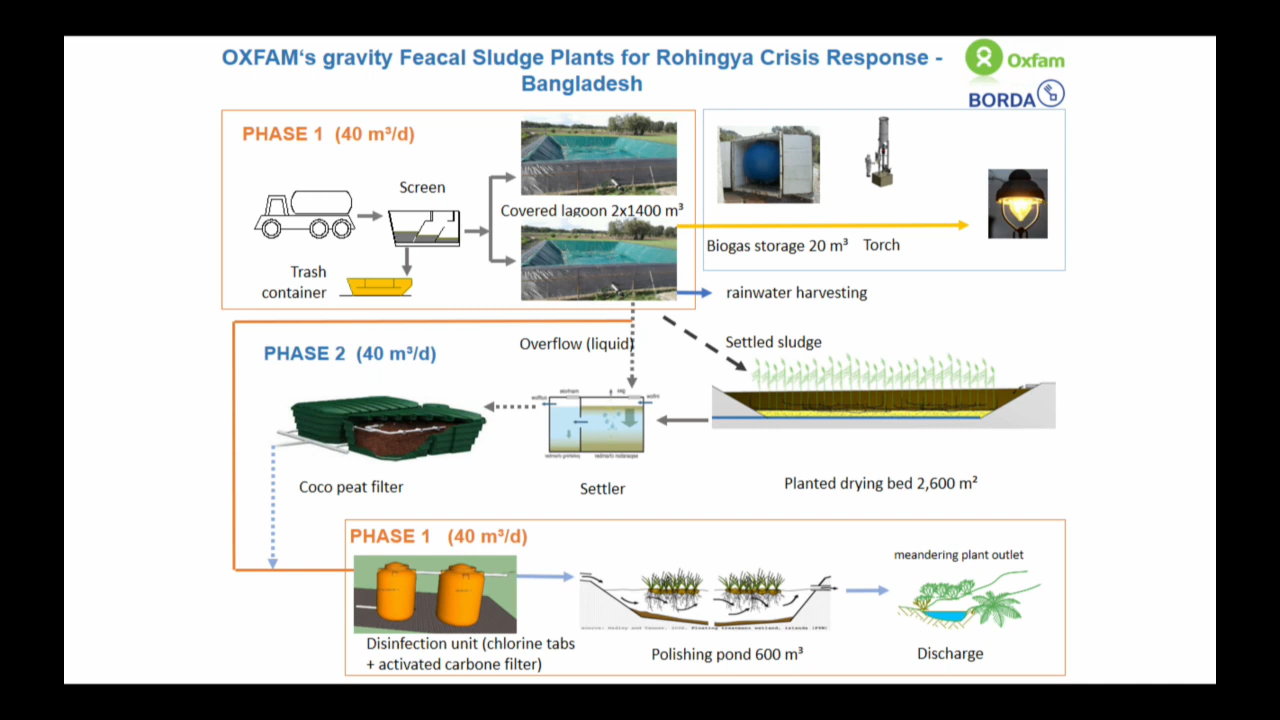 OXFAM‘s gravity Feacal Sludge Plants for Rohingya Crisis Response -
Bangladesh
Oxfam
BORDA
PHASE 1 (40 m³/d)
Screen
Covered lagoon 2x1400 m³
Trash
container
Biogas storage 20 m³
Torch
rainwater harvesting
PHASE 2 (40 m³/d)
Overflow (liquid)
Settled sludge
Coco peat filter
Settler
Planted drying bed 2,600 m²
PHASE 1 (40 m³/d)
meandering plant outlet
Disinfection unit (chlorine tabs
+ activated carbone filter)
Polishing pond 600 m³
Discharge